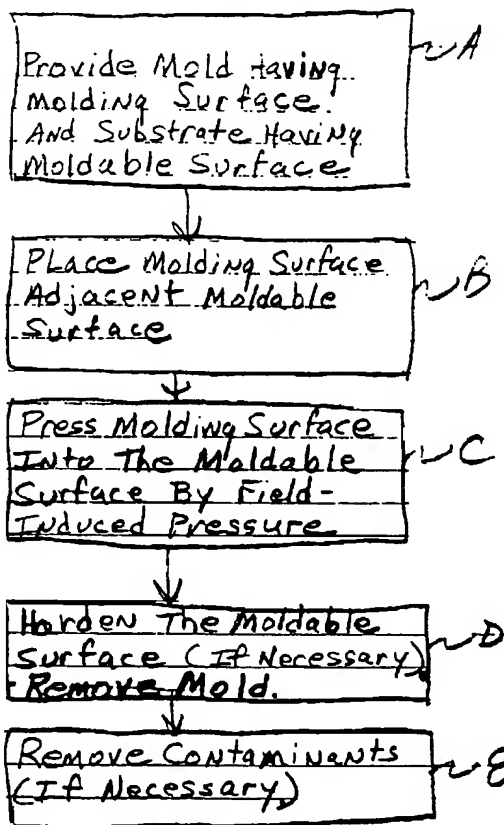 Provide Mold Having
Molding Surface.
And Substrate Having
Moldable Surface
A
Place Molding Surface
Adjacent Moldable
Surface
B
Press Molding Surface
Into The Moldable
Surface By Field-
Induced Pressure
C
Harden The Moldable
Surface (If Necessary)
Remove Mold.
D
Remove Contaminants
(If Necessary)
E